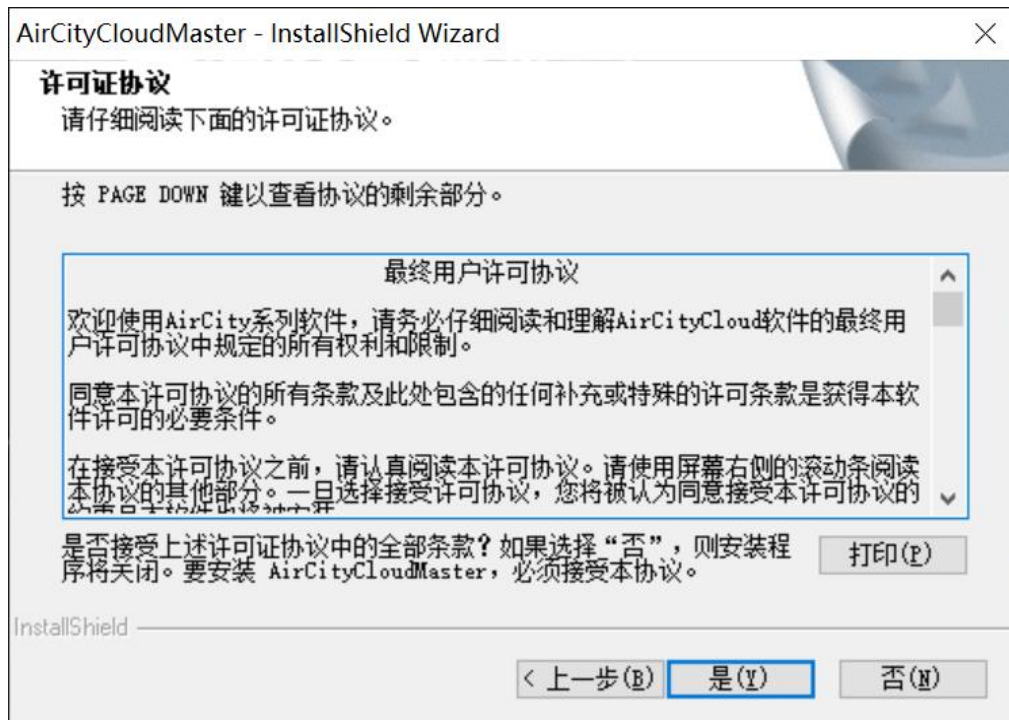 AirCityCloudMaster - InstallShield Wizard
许可证协议
请仔细阅读下面的许可证协议。
按 PAGE DOWN 键以查看协议的剩余部分。
最终用户许可协议
欢迎使用AirCity系列软件，请务必仔细阅读和理解AirCityCloud软件的最终用
户许可协议中规定的所有权利和限制。
同意本许可协议的所有条款及此处包含的任何补充或特殊的许可条款是获得本软
件许可的必要条件。
在接受本许可协议之前，请认真阅读本许可协议。请使用屏幕右侧的滚动条阅读
本协议的其他部分。一旦选择接受许可协议，您将被认为同意接受本许可协议的
是否接受上述许可证协议中的全部条款？如果选择“否”，则安装程
序将关闭。要安装 AirCityCloudMaster，必须接受本协议。
打印(P)
InstallShield
< 上一步(B)
是(Y)
否(N)